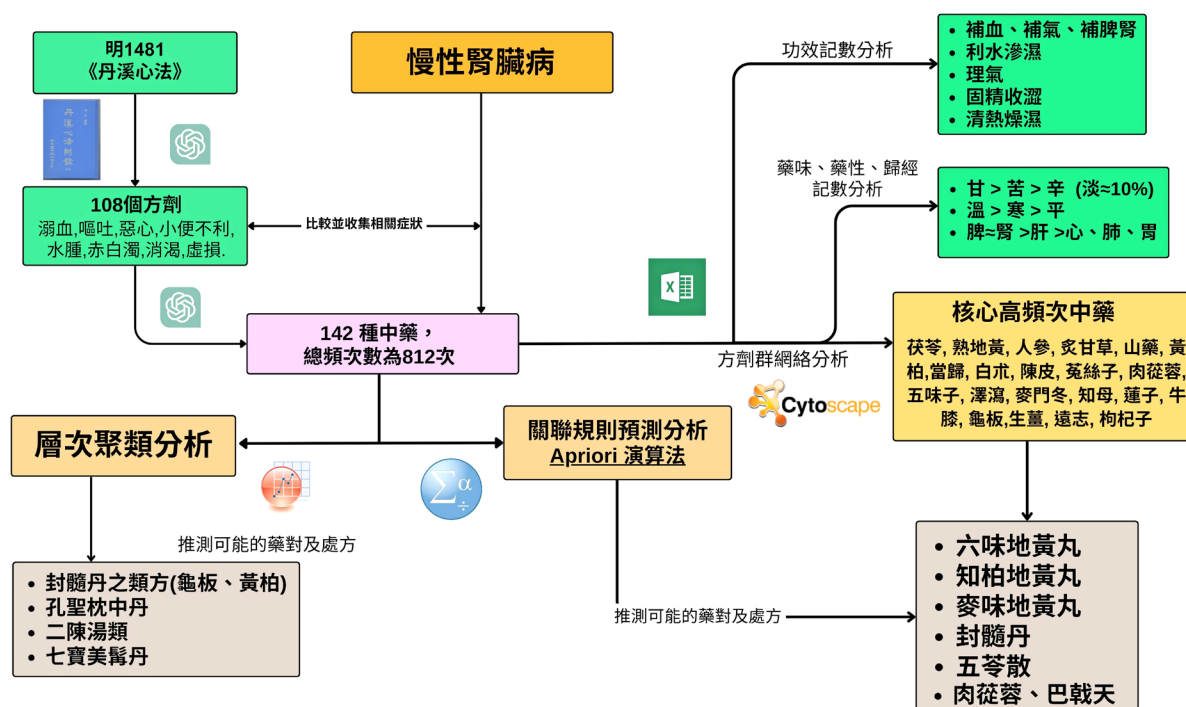 明1481
《丹溪心法》
慢性腎臟病
功效記數分析
• 補血、補氣、補脾腎
• 利水滲濕
• 理氣
• 固精收澀
• 清熱燥濕
108個方劑
溺血,嘔吐,惡心,小便不利,
水腫,赤白濁,消渴,虛損.
比較並收集相關症狀
藥味、藥性、歸經
記數分析
• 甘 > 苦 > 辛 (淡≈10%)
• 溫 > 寒 > 平
• 脾≈腎 >肝 >心、肺、胃
142 種中藥，
總頻次數為812次
方劑群網絡分析
Cytoscape
核心高頻次中藥
茯苓, 熟地黃, 人參, 炙甘草, 山藥, 黃
柏,當歸, 白朮, 陳皮, 菟絲子, 肉蓯蓉,
五味子, 澤瀉, 麥門冬, 知母, 蓮子, 牛
膝, 龜板,生薑, 遠志, 枸杞子
層次聚類分析
關聯規則預測分析
Apriori 演算法
推測可能的藥對及處方
• 封髓丹之類方(龜板、黃柏)
• 孔聖枕中丹
• 二陳湯類
• 七寶美髯丹
推測可能的藥對及處方
• 六味地黃丸
• 知柏地黃丸
• 麥味地黃丸
• 封髓丹
• 五苓散
• 肉蓯蓉、巴戟天